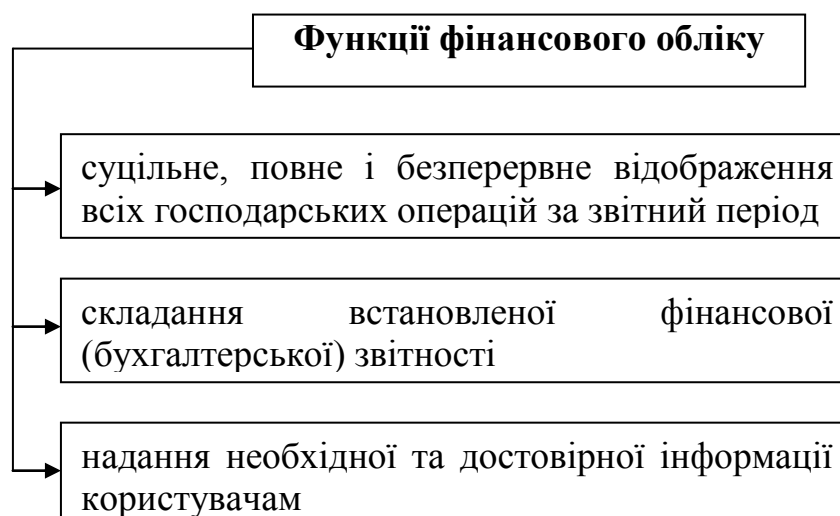 Функції фінансового обліку
суцільне, повне і безперервне відображення
всіх господарських операцій за звітний період
складання встановленої фінансової
(бухгалтерської) звітності
надання необхідної та достовірної інформації
користувачам